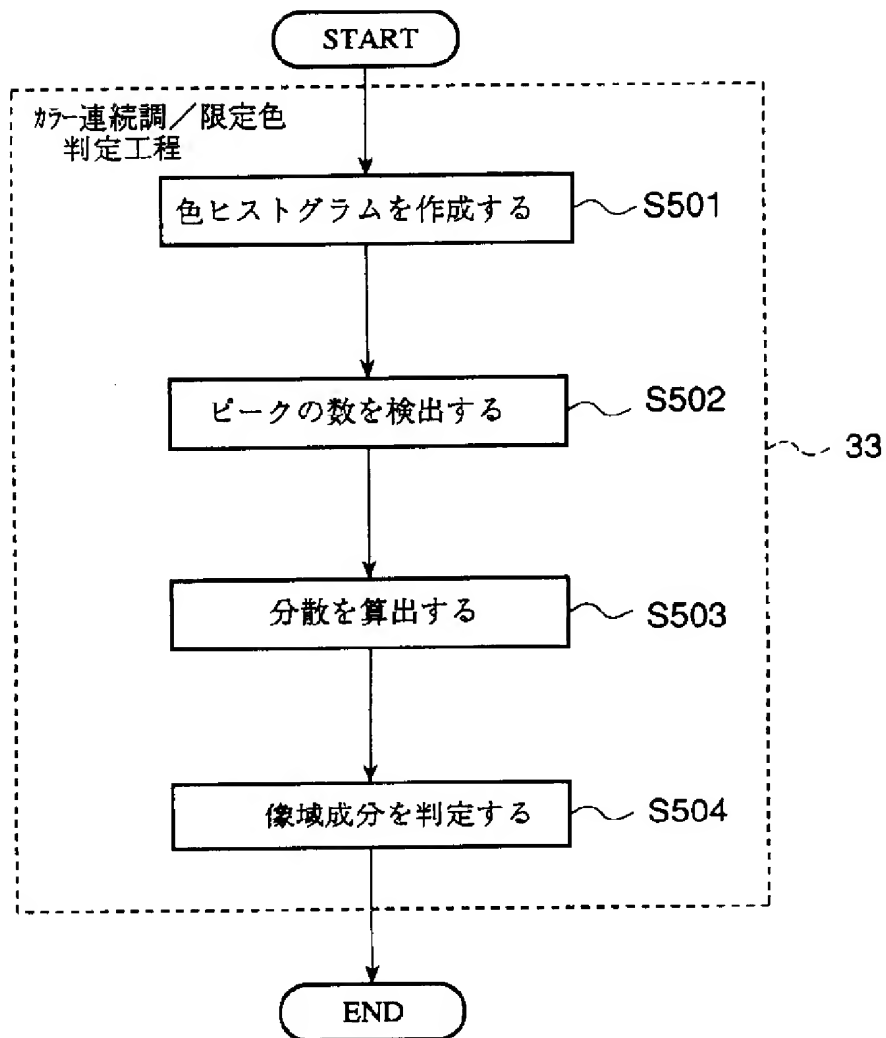 START
カラー連続調／限定色
判定工程
色ヒストグラムを作成する
S501
ピークの数を検出する
S502
33
分散を算出する
S503
像域成分を判定する
S504
END